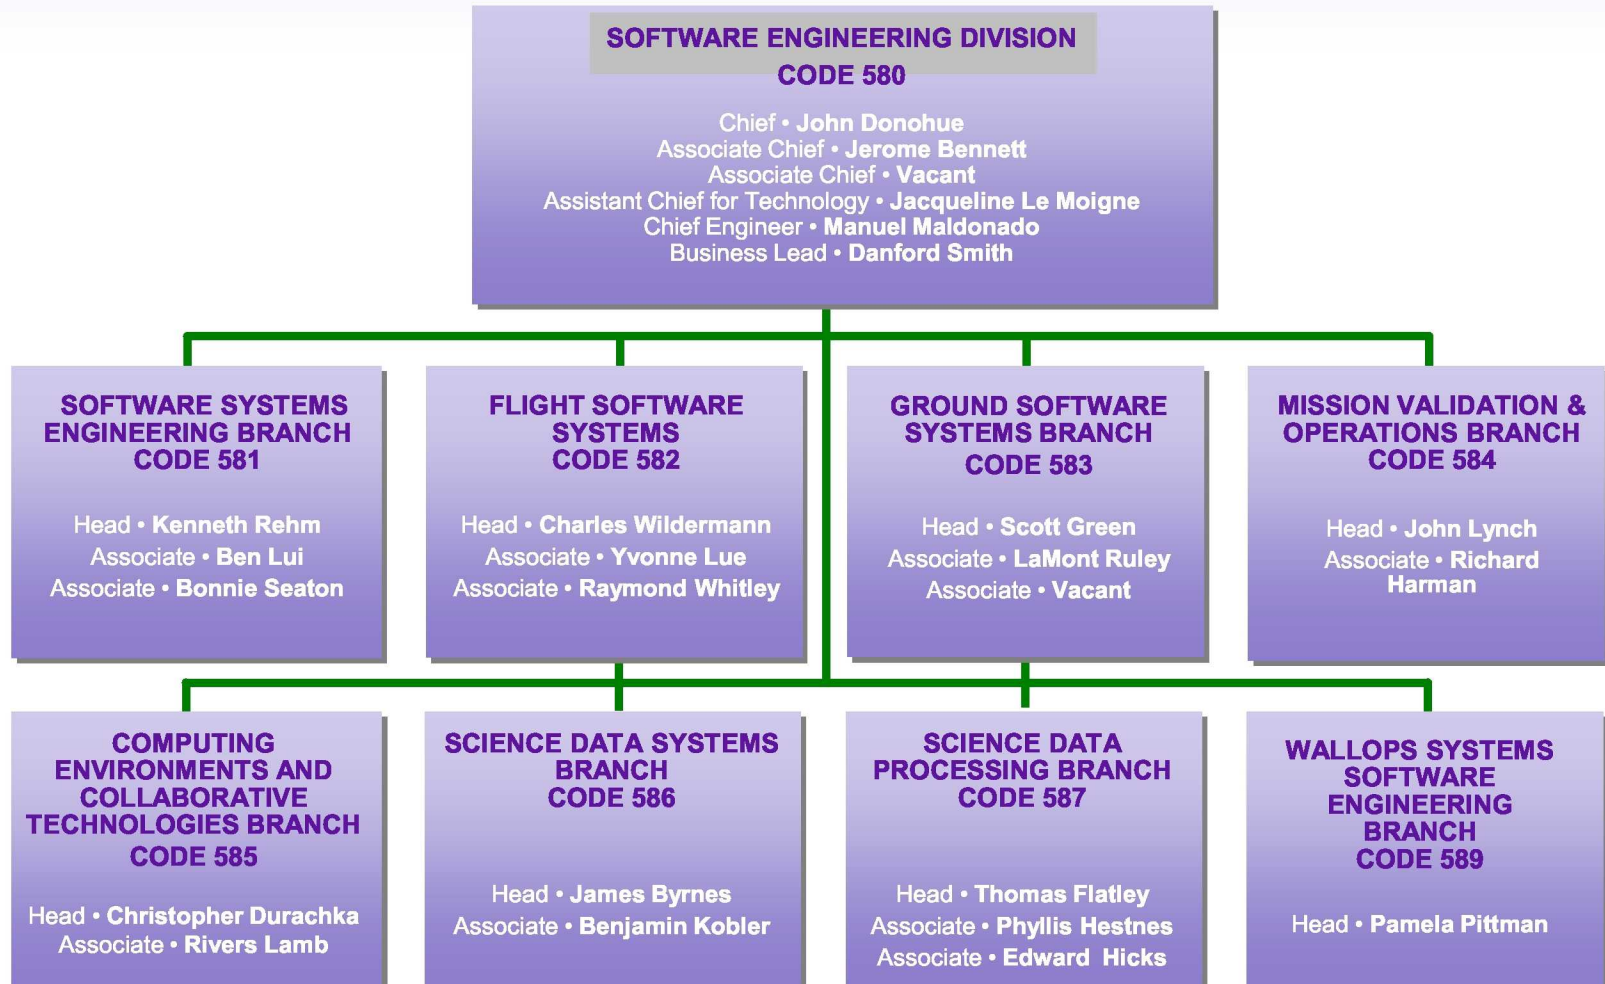 SOFTWARE ENGINEERING DIVISION
CODE 580
Chief • John Donohue
Associate Chief • Jerome Bennett
Associate Chief • Vacant
Assistant Chief for Technology • Jacqueline Le Moigne
Chief Engineer • Manuel Maldonado
Business Lead • Danford Smith
SOFTWARE SYSTEMS
ENGINEERING BRANCH
CODE 581
Head • Kenneth Rehm
Associate • Ben Lui
Associate • Bonnie Seaton
FLIGHT SOFTWARE
SYSTEMS
CODE 582
Head • Charles Wildermann
Associate • Yvonne Lue
Associate • Raymond Whitley
GROUND SOFTWARE
SYSTEMS BRANCH
CODE 583
Head • Scott Green
Associate • LaMont Ruley
Associate • Vacant
MISSION VALIDATION &
OPERATIONS BRANCH
CODE 584
Head • John Lynch
Associate • Richard
Harman
COMPUTING
ENVIRONMENTS AND
COLLABORATIVE
TECHNOLOGIES BRANCH
CODE 585
Head • Christopher Durachka
Associate • Rivers Lamb
SCIENCE DATA SYSTEMS
BRANCH
CODE 586
Head • James Byrnes
Associate • Benjamin Kobler
SCIENCE DATA
PROCESSING BRANCH
CODE 587
Head • Thomas Flatley
Associate • Phyllis Hestnes
Associate • Edward Hicks
WALLOPS SYSTEMS
SOFTWARE
ENGINEERING
BRANCH
CODE 589
Head • Pamela Pittman